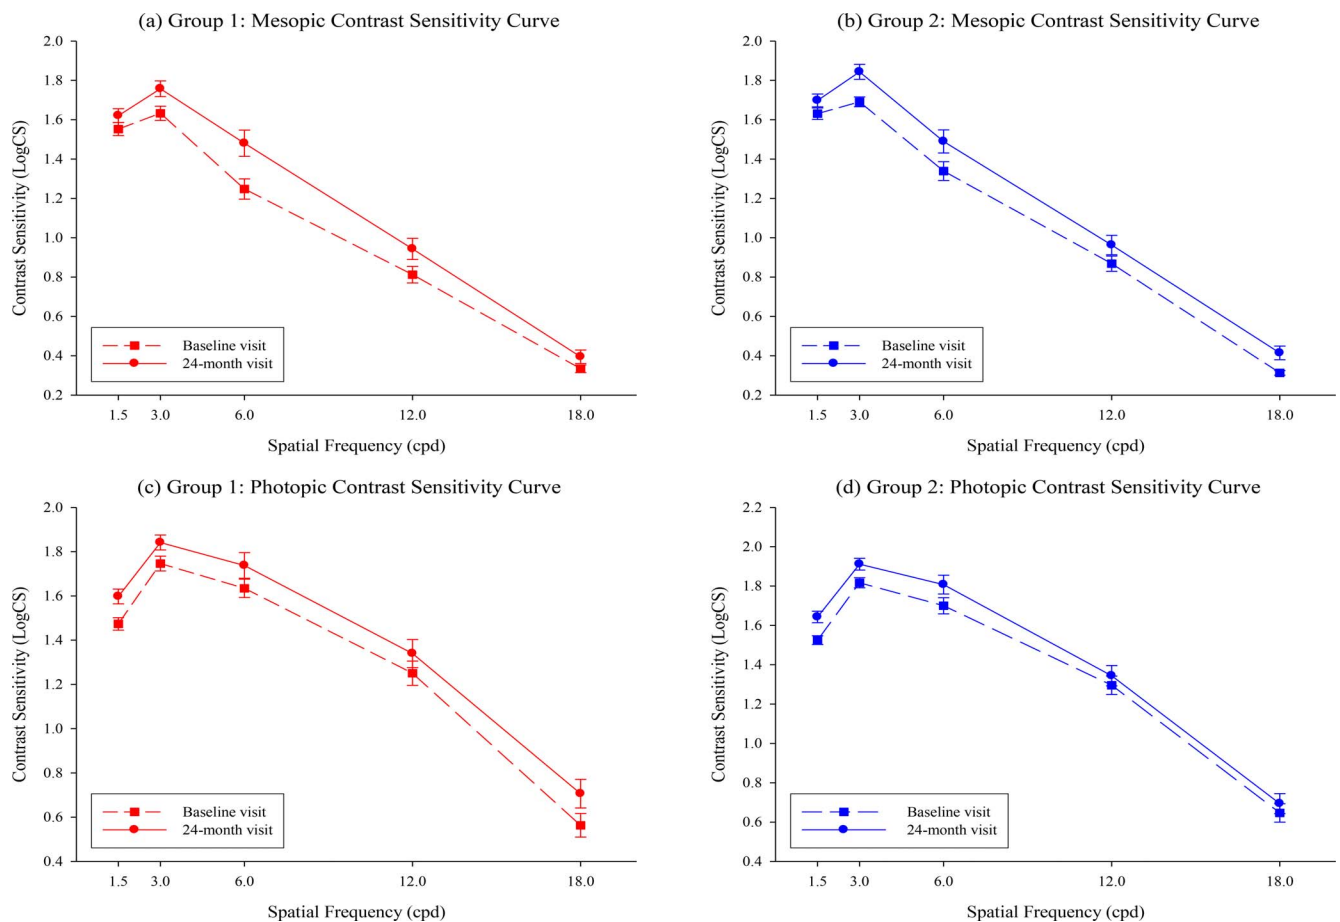 (a) Group 1: Mesopic Contrast Sensitivity Curve
Contrast Sensitivity (LogCS)
2.0
1.8
1.6
1.4
1.2
1.0
0.8
0.6
0.4
0.2
Baseline visit
24-month visit
1.5 3.0 6.0 12.0 18.0
Spatial Frequency (cpd)
(b) Group 2: Mesopic Contrast Sensitivity Curve
Contrast Sensitivity (LogCS)
2.0
1.8
1.6
1.4
1.2
1.0
0.8
0.6
0.4
0.2
Baseline visit
24-month visit
1.5 3.0 6.0 12.0 18.0
Spatial Frequency (cpd)
(c) Group 1: Photopic Contrast Sensitivity Curve
Contrast Sensitivity (LogCS)
2.0
1.8
1.6
1.4
1.2
1.0
0.8
0.6
0.4
Baseline visit
24-month visit
1.5 3.0 6.0 12.0 18.0
Spatial Frequency (cpd)
(d) Group 2: Photopic Contrast Sensitivity Curve
Contrast Sensitivity (LogCS)
2.2
2.0
1.8
1.6
1.4
1.2
1.0
0.8
0.6
0.4
Baseline visit
24-month visit
1.5 3.0 6.0 12.0 18.0
Spatial Frequency (cpd)